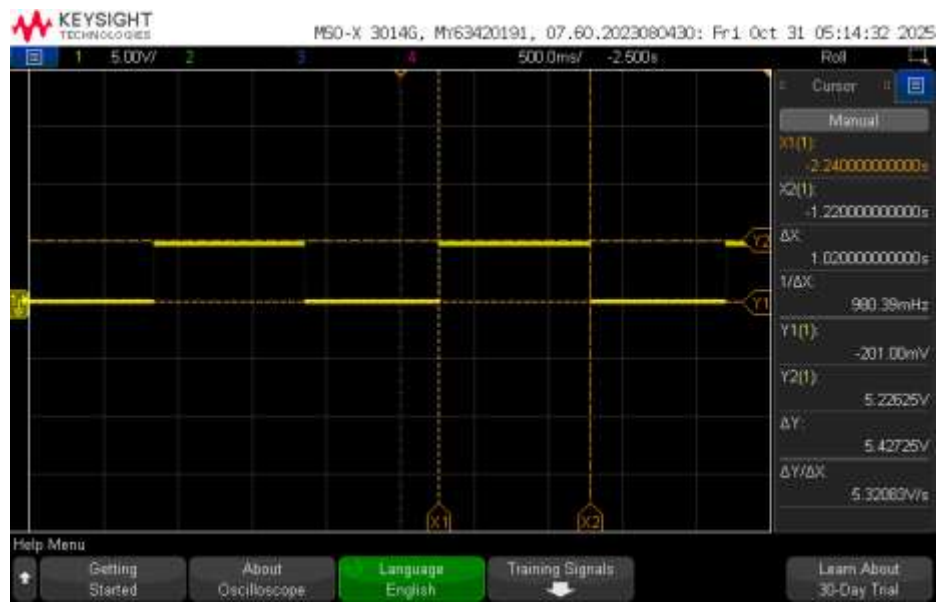 KEYSIGHT
TECHNOLOGIES
MSO-X 3014G, MY63420191, 07.60.2023080430: Fri Oct 31 05:14:32 2025
1 5.00V/ 2 3 4 500.0ms/ -2.500s Roll
Cursor
Manual
X1(1):
-2.240000000000s
X2(1):
-1.220000000000s
ΔX:
1.020000000000s
1/ΔX:
980.39mHz
Y1(1):
-201.00mV
Y2(1):
5.22625V
ΔY:
5.42725V
ΔY/ΔX:
5.32083V/s
Y2
Y1
X1 X2
Help Menu
Getting Started
About Oscilloscope
Language English
Training Signals
Learn About 30-Day Trial